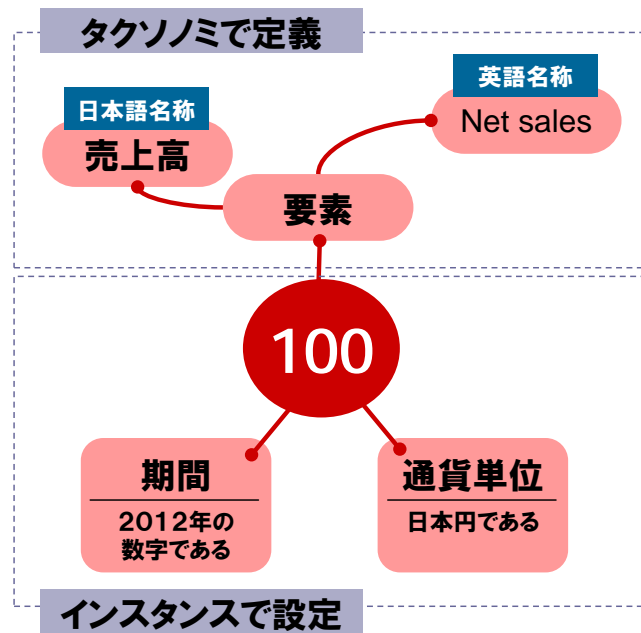 タクソノミで定義
英語名称
Net sales
日本語名称
売上高
要素
100
期間
2012年の
数字である
通貨単位
日本円である
インスタンスで設定